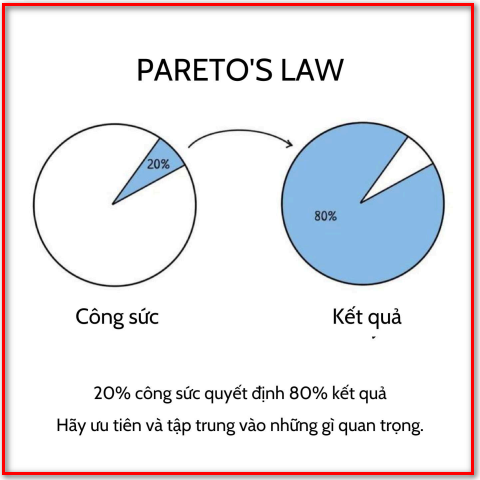 PARETO'S LAW
20%
80%
Công sức
Kết quả
20% công sức quyết định 80% kết quả
Hãy ưu tiên và tập trung vào những gì quan trọng.